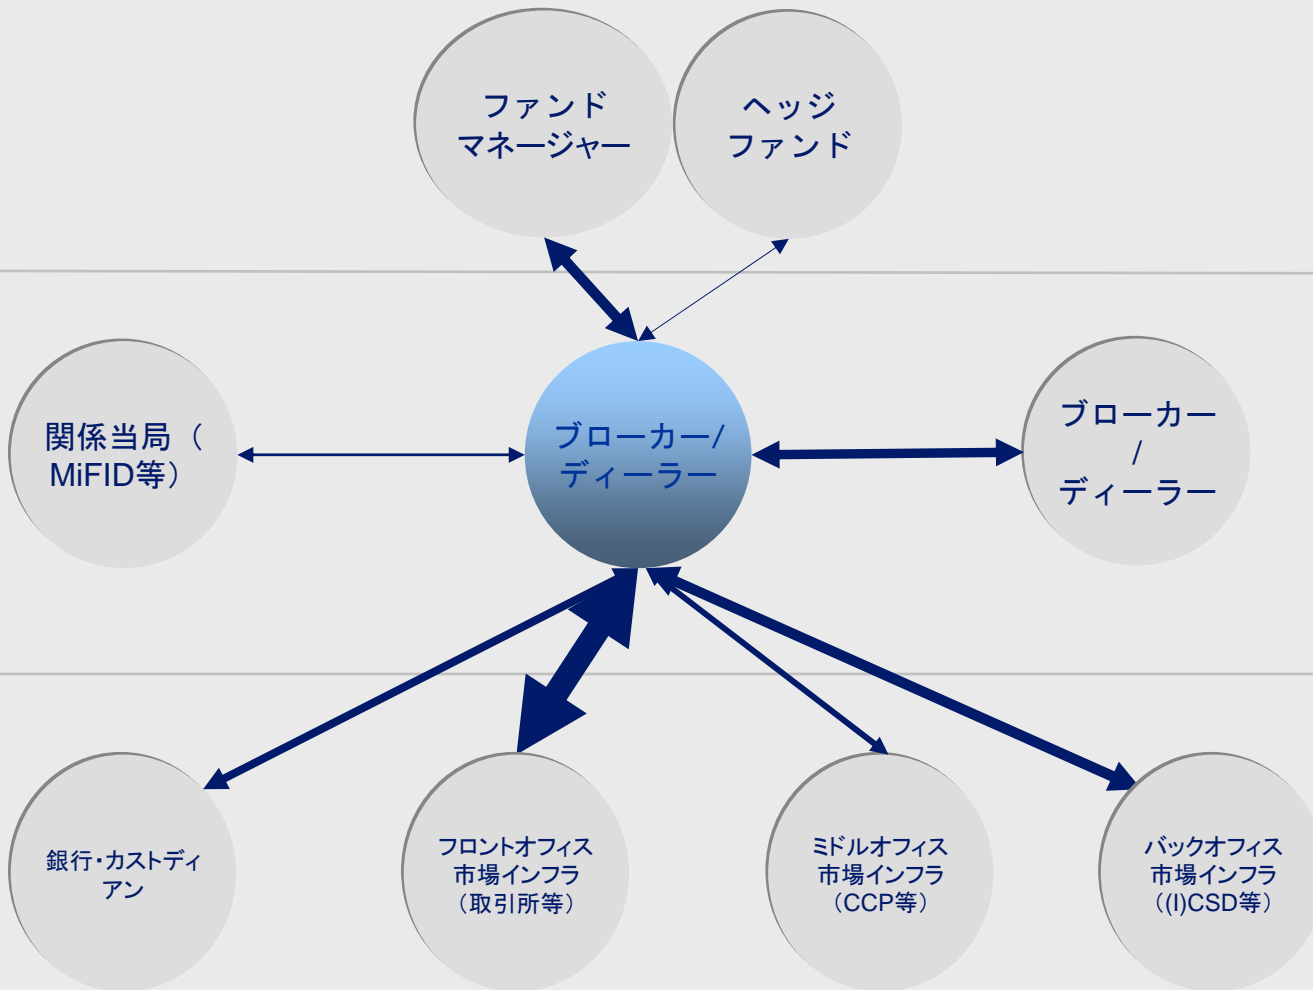 ファンド
マネージャー
ヘッジ
ファンド
関係当局（
MiFID等）
ブローカー/
ディーラー
ブローカー
/
ディーラー
銀行・カストディ
アン
フロントオフィス
市場インフラ
（取引所等）
ミドルオフィス
市場インフラ
（CCP等）
バックオフィス
市場インフラ
（(I)CSD等）